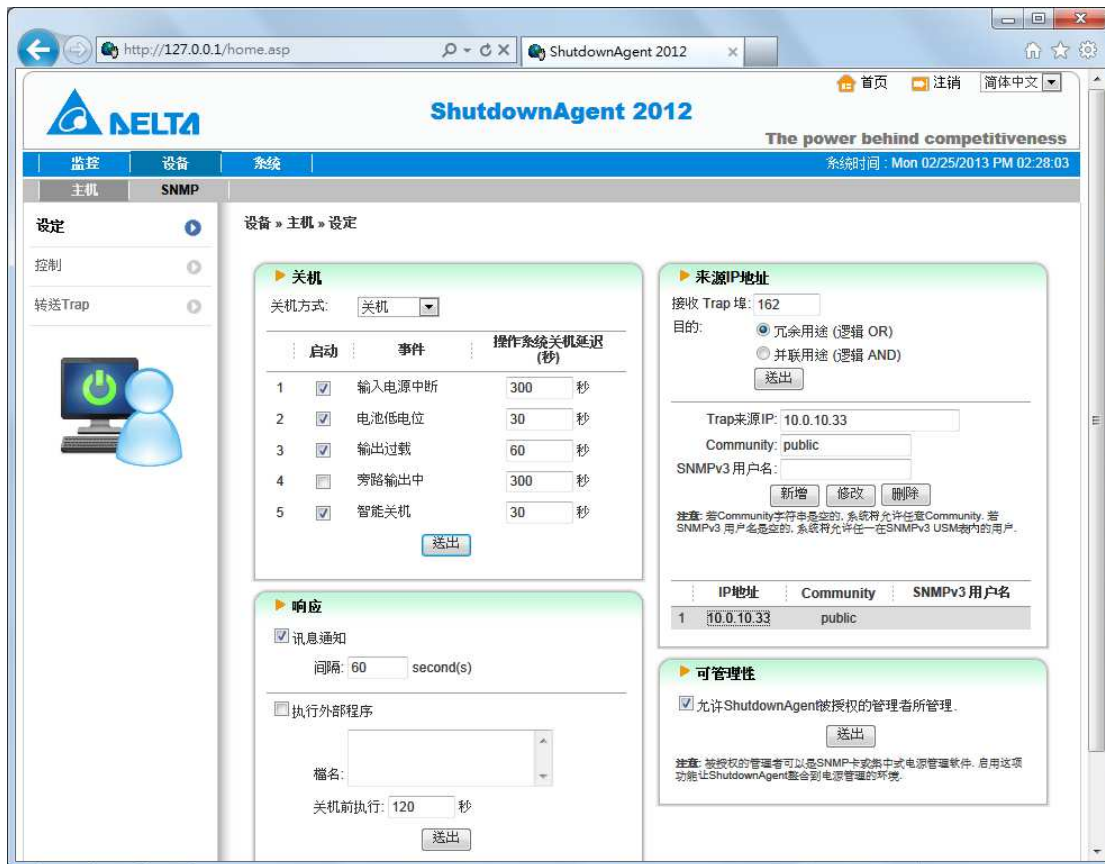 http://127.0.0.1/home.asp
ShutdownAgent 2012
首页 注销 简体中文
DELTA
ShutdownAgent 2012
The power behind competitiveness
监控 设备 系统
系统时间 : Mon 02/25/2013 PM 02:28:03
主机 SNMP
设定
控制
转送Trap
设备 » 主机 » 设定
关机
关机方式: 关机
启动 事件 操作系统关机延迟
(秒)
1 输入电源中断 300 秒
2 电池低电位 30 秒
3 输出过载 60 秒
4 旁路输出中 300 秒
5 智能关机 30 秒
送出
响应
讯息通知
间隔: 60 second(s)
执行外部程序
檔名:
关机前执行: 120 秒
送出
来源IP地址
接收 Trap 埠: 162
目的: 冗余用途 (逻辑 OR)
并联用途 (逻辑 AND)
送出
Trap来源IP: 10.0.10.33
Community: public
SNMPv3 用户名:
新增 修改 刪除
注意: 若Community字符串是空的, 系统将允许任意Community. 若
SNMPv3 用户名是空的, 系统将允许任一在SNMPv3 USM表内的用户.
IP地址 Community SNMPv3 用户名
1 10.0.10.33 public
可管理性
允许ShutdownAgent被授权的管理者所管理.
送出
注意: 被授权的管理者可以是SNMP卡或集中式电源管理软件. 启用这项
功能让ShutdownAgent整合到电源管理的环境.